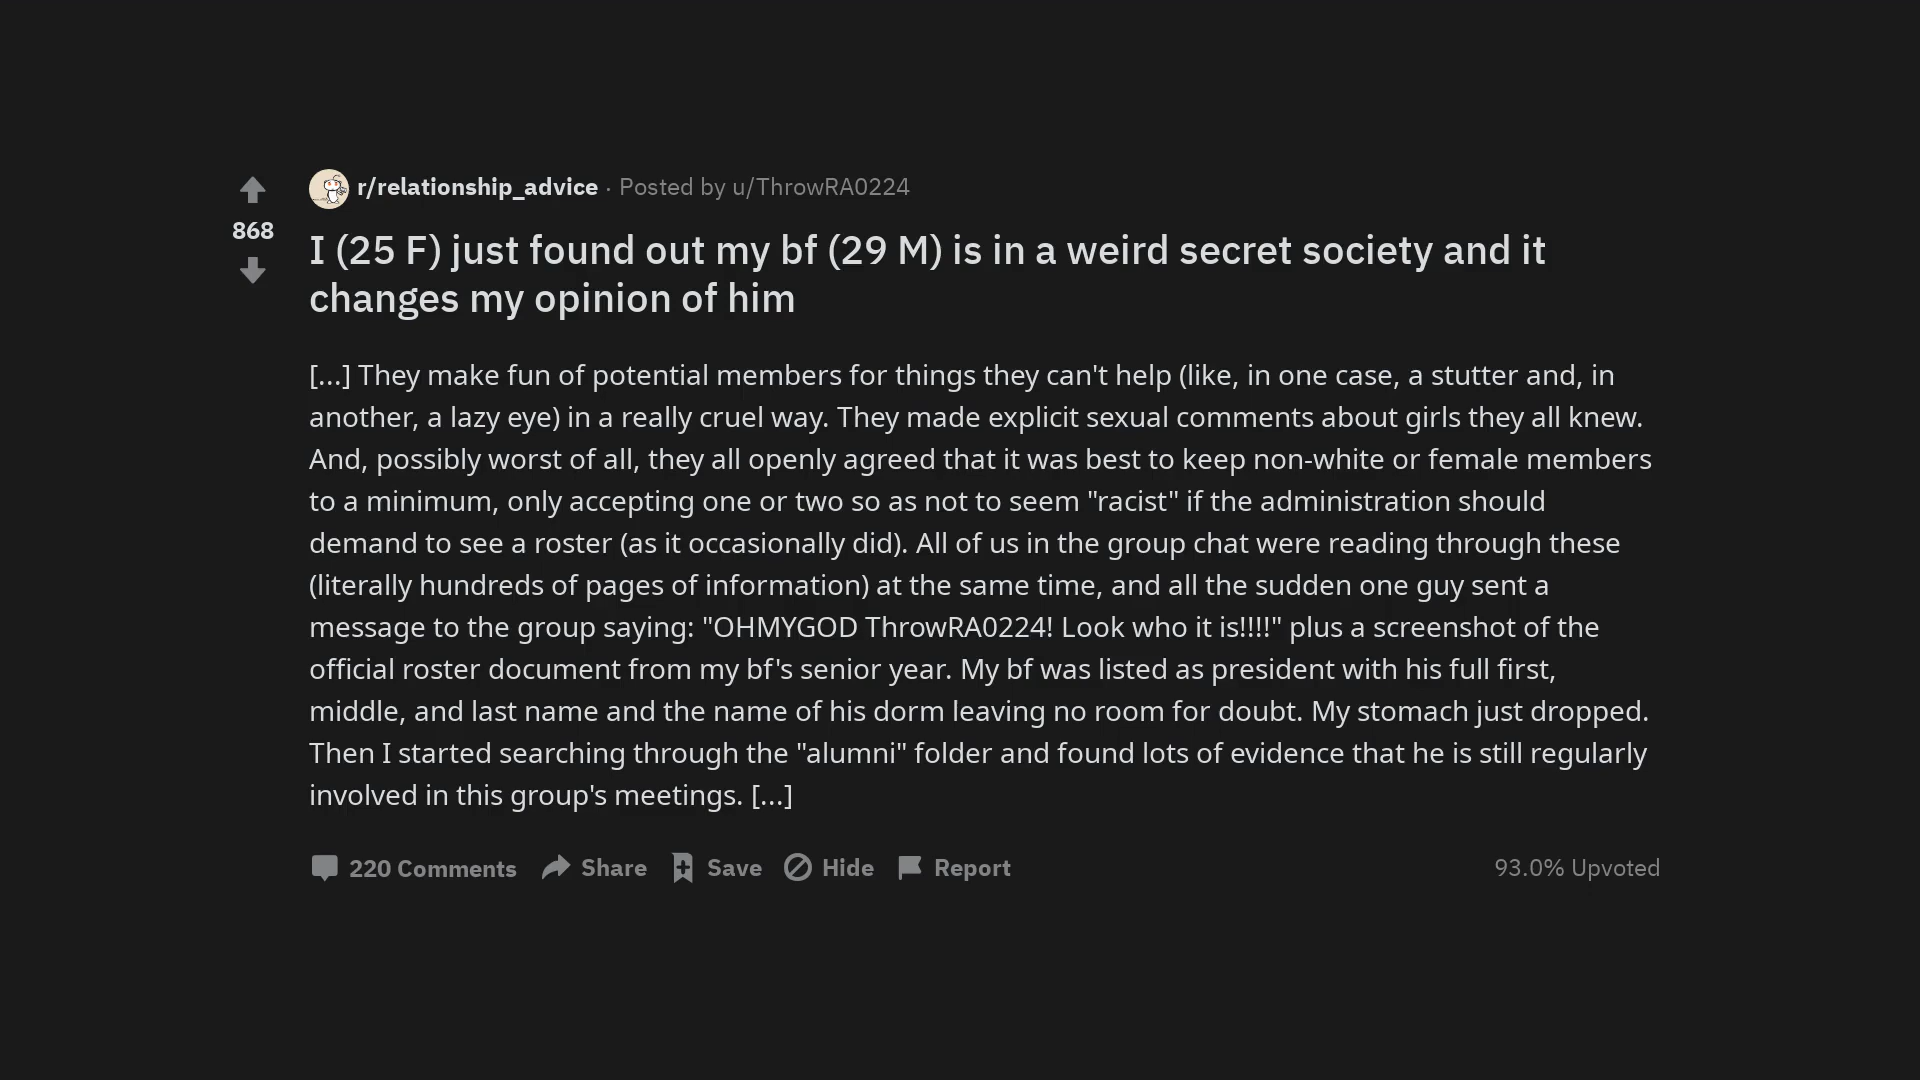 r/relationship_advice · Posted by u/ThrowRA0224
868
I (25 F) just found out my bf (29 M) is in a weird secret society and it
changes my opinion of him
[...] They make fun of potential members for things they can't help (like, in one case, a stutter and, in
another, a lazy eye) in a really cruel way. They made explicit sexual comments about girls they all knew.
And, possibly worst of all, they all openly agreed that it was best to keep non-white or female members
to a minimum, only accepting one or two so as not to seem "racist" if the administration should
demand to see a roster (as it occasionally did). All of us in the group chat were reading through these
(literally hundreds of pages of information) at the same time, and all the sudden one guy sent a
message to the group saying: "OHMYGOD ThrowRA0224! Look who it is!!!!" plus a screenshot of the
official roster document from my bf's senior year. My bf was listed as president with his full first,
middle, and last name and the name of his dorm leaving no room for doubt. My stomach just dropped.
Then I started searching through the "alumni" folder and found lots of evidence that he is still regularly
involved in this group's meetings. [...]
220 Comments Share Save Hide Report 93.0% Upvoted